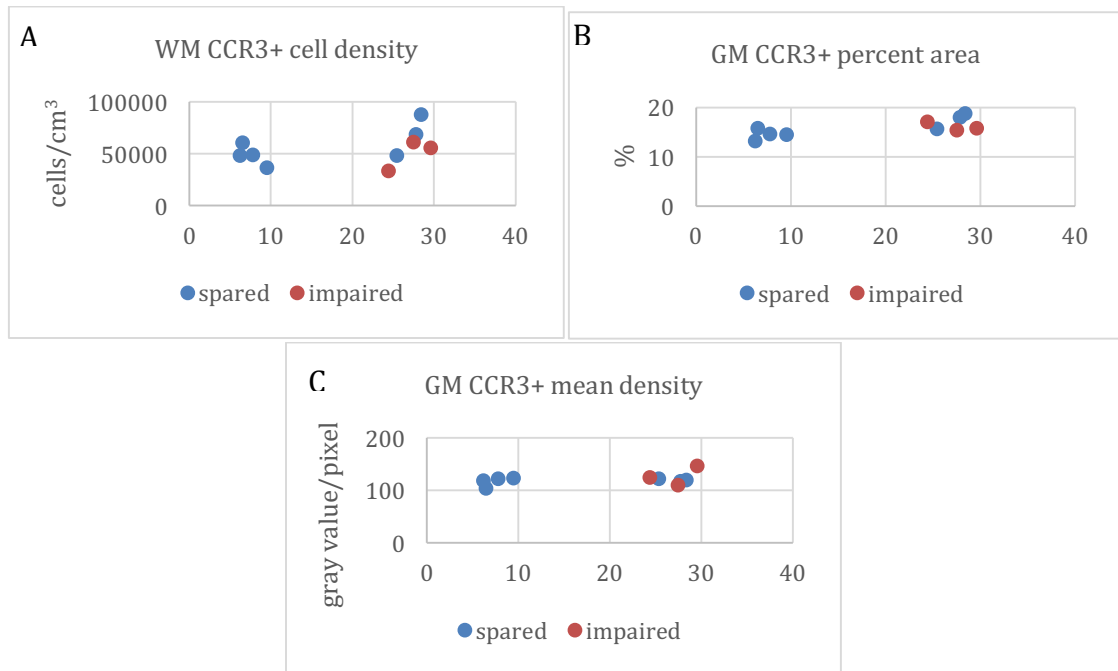 A
WM CCR3+ cell density
cells/cm³
100000
50000
0
0 10 20 30 40
spared impaired
B
GM CCR3+ percent area
%
20
10
0
0 10 20 30 40
spared impaired
C
GM CCR3+ mean density
gray value/pixel
200
100
0
0 10 20 30 40
spared impaired